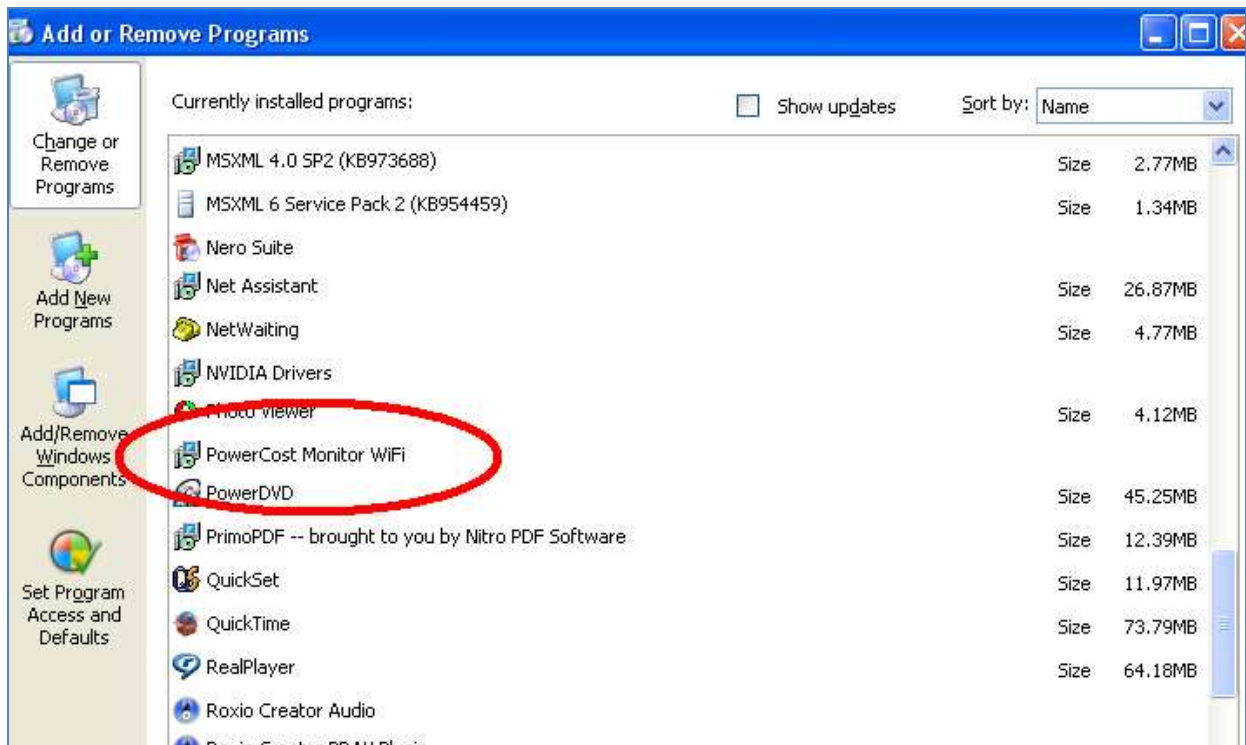 Add or Remove Programs
Change or
Remove
Programs
Add New
Programs
Add/Remove
Windows
Components
Set Program
Access and
Defaults
Currently installed programs:
Show updates
Sort by: Name
MSXML 4.0 SP2 (KB973688) Size 2.77MB
MSXML 6 Service Pack 2 (KB954459) Size 1.34MB
Nero Suite
Net Assistant Size 26.87MB
NetWaiting Size 4.77MB
NVIDIA Drivers
Photo Viewer Size 4.12MB
PowerCost Monitor WiFi
PowerDVD Size 45.25MB
PrimoPDF -- brought to you by Nitro PDF Software Size 12.39MB
QuickSet Size 11.97MB
QuickTime Size 73.79MB
RealPlayer Size 64.18MB
Roxio Creator Audio